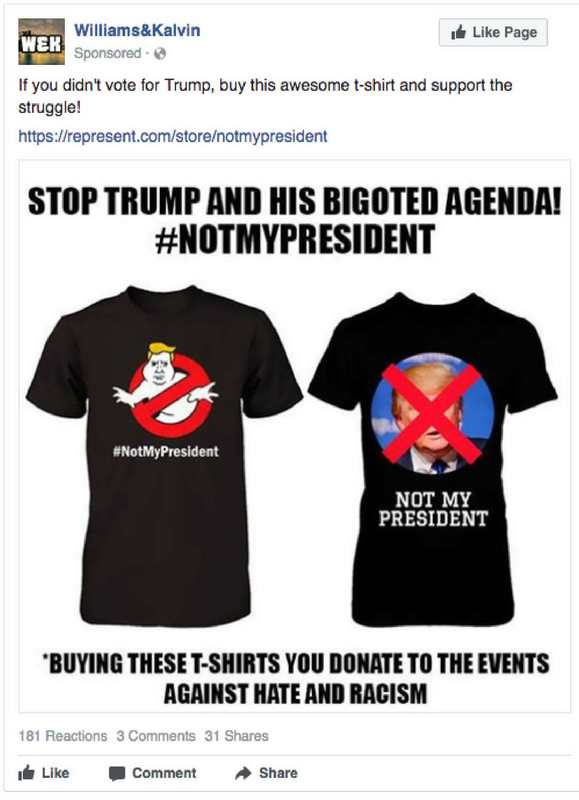 W&K
Williams&Kalvin
Sponsored ·
Like Page
If you didn't vote for Trump, buy this awesome t-shirt and support the
struggle!
https://represent.com/store/notmypresident
STOP TRUMP AND HIS BIGOTED AGENDA!
#NOTMYPRESIDENT
#NotMyPresident
NOT MY
PRESIDENT
*BUYING THESE T-SHIRTS YOU DONATE TO THE EVENTS
AGAINST HATE AND RACISM
181 Reactions 3 Comments 31 Shares
Like Comment Share